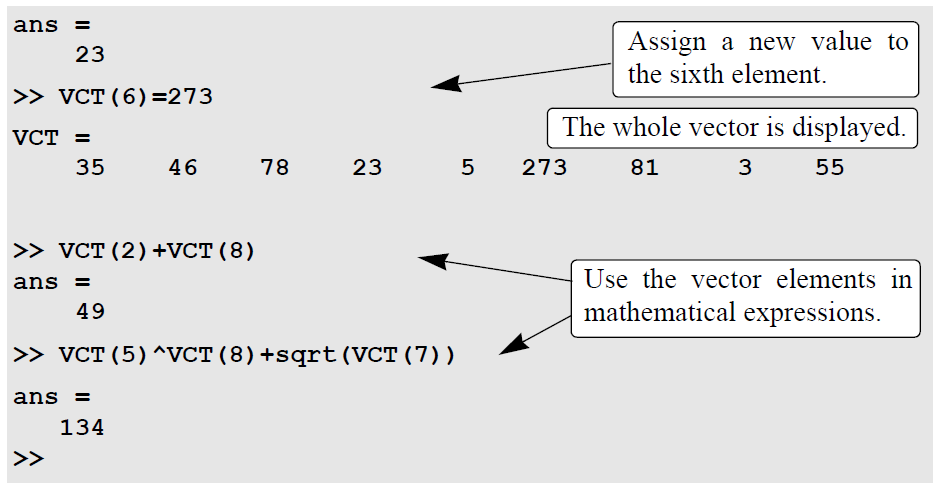 ans =
23
Assign a new value to
the sixth element.
>> VCT(6)=273
The whole vector is displayed.
VCT =
35 46 78 23 5 273 81 3 55
>> VCT(2)+VCT(8)
ans =
49
Use the vector elements in
mathematical expressions.
>> VCT(5)^VCT(8)+sqrt(VCT(7))
ans =
134
>>